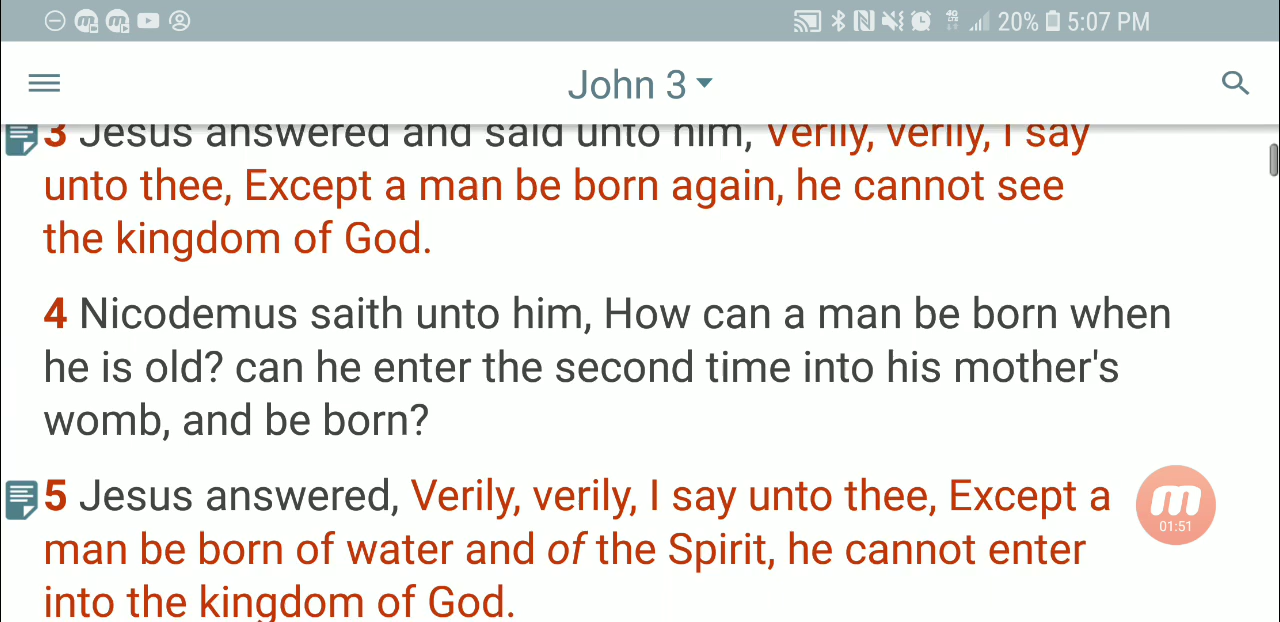 4G LTE 20% 5:07 PM
John 3
3 Jesus answered and said unto him, Verily, verily, I say
unto thee, Except a man be born again, he cannot see
the kingdom of God.
4 Nicodemus saith unto him, How can a man be born when
he is old? can he enter the second time into his mother's
womb, and be born?
5 Jesus answered, Verily, verily, I say unto thee, Except a
man be born of water and of the Spirit, he cannot enter
into the kingdom of God.
m
01:51